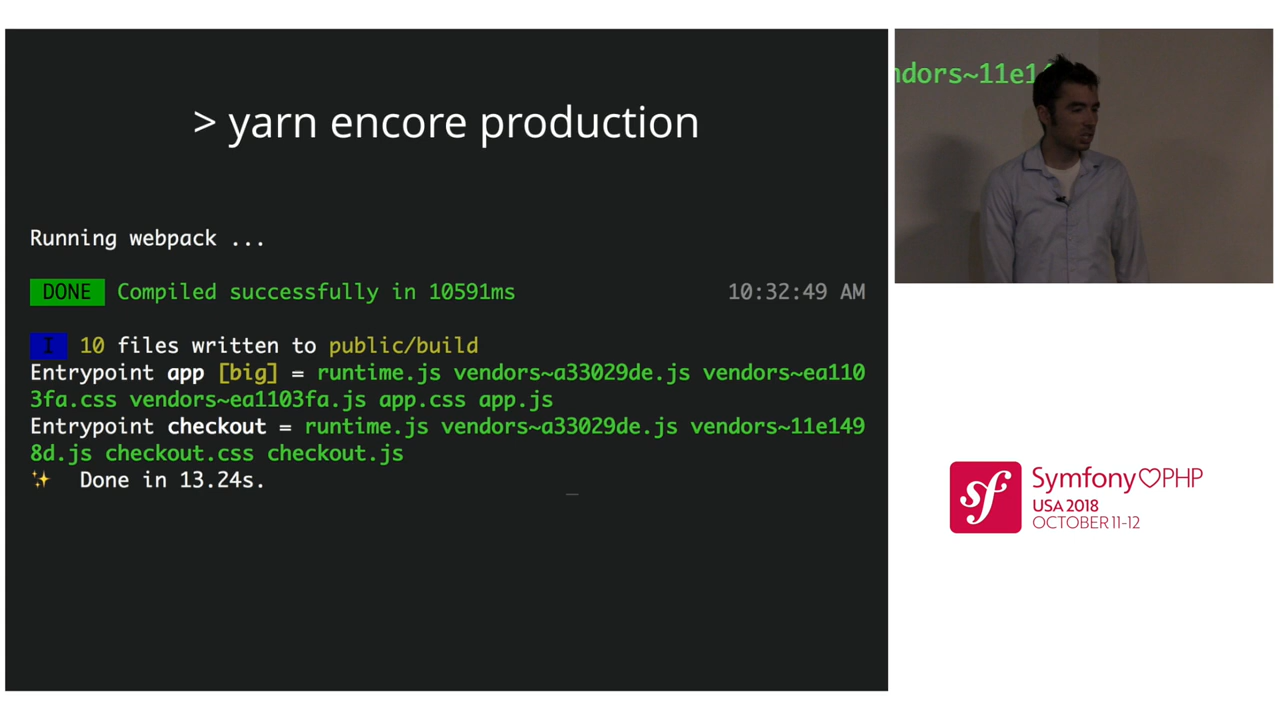 > yarn encore production
Running webpack ...
DONE Compiled successfully in 10591ms 10:32:49 AM
I 10 files written to public/build
Entrypoint app [big] = runtime.js vendors~a33029de.js vendors~ea110
3fa.css vendors~ea1103fa.js app.css app.js
Entrypoint checkout = runtime.js vendors~a33029de.js vendors~11e149
8d.js checkout.css checkout.js
✨ Done in 13.24s.
_
ndors~11e14
sf
Symfony♡PHP
USA 2018
OCTOBER 11-12